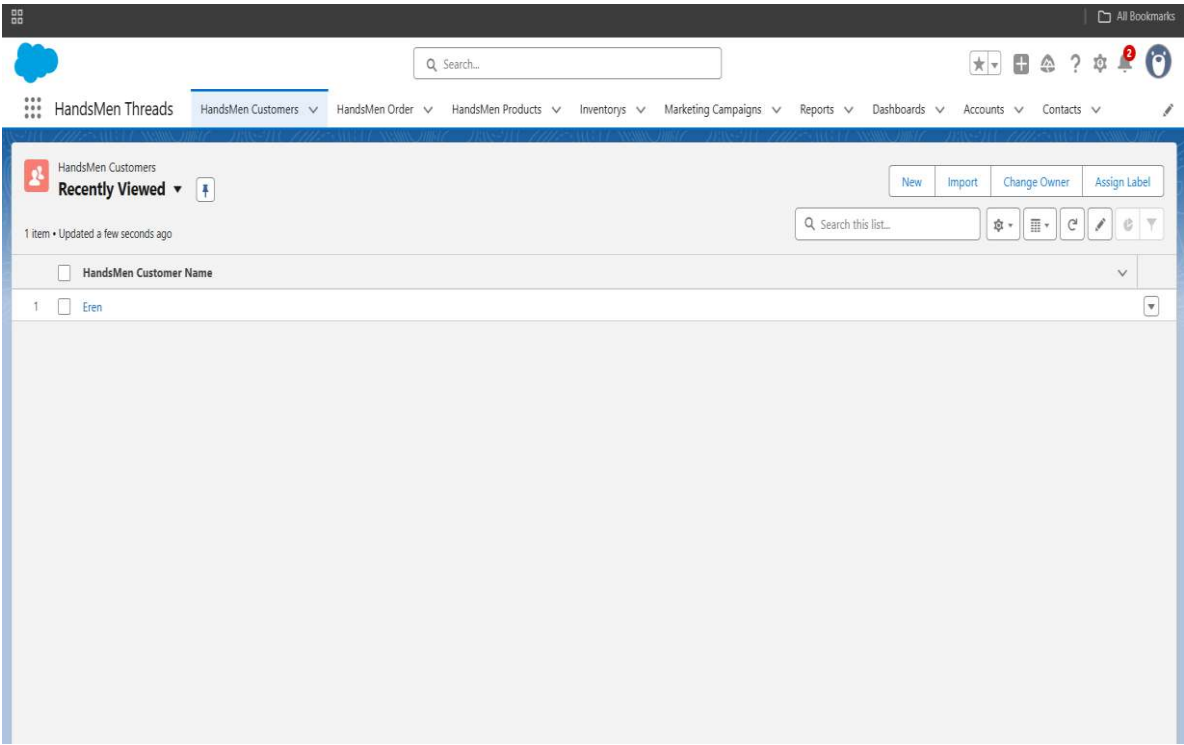 All Bookmarks
Search...
2
HandsMen Threads HandsMen Customers HandsMen Order HandsMen Products Inventorys Marketing Campaigns Reports Dashboards Accounts Contacts
HandsMen Customers
Recently Viewed
New Import Change Owner Assign Label
1 item • Updated a few seconds ago
Search this list...
HandsMen Customer Name
1 Eren